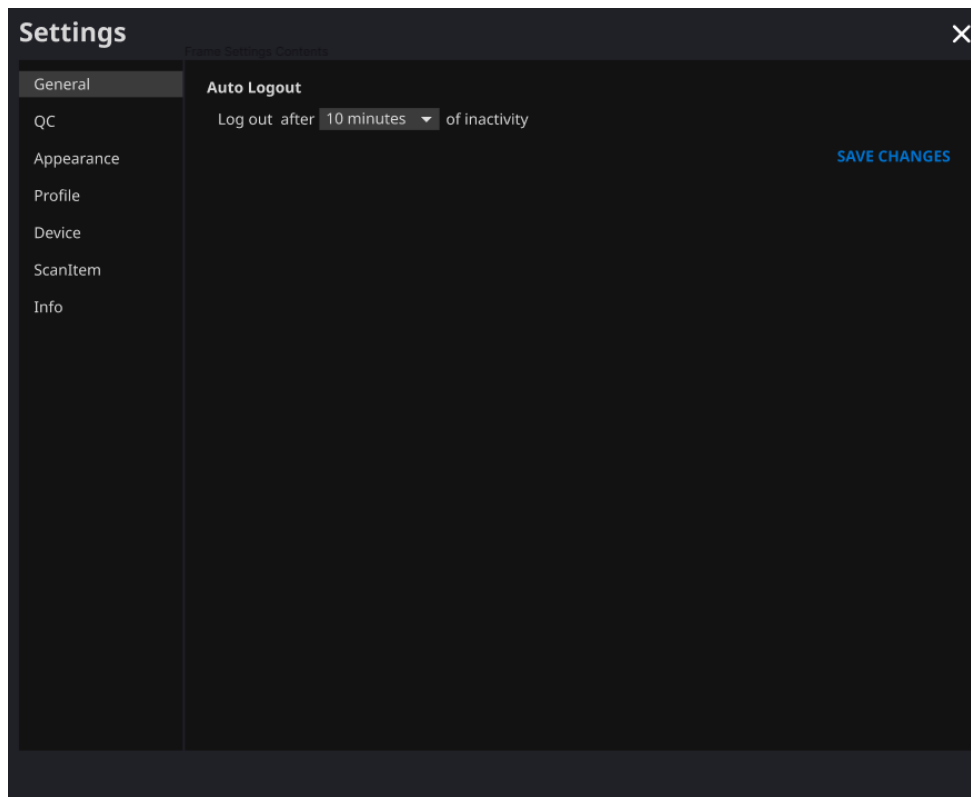 Settings
Frame Settings Contents
General
QC
Appearance
Profile
Device
ScanItem
Info
Auto Logout
Log out after 10 minutes of inactivity
SAVE CHANGES